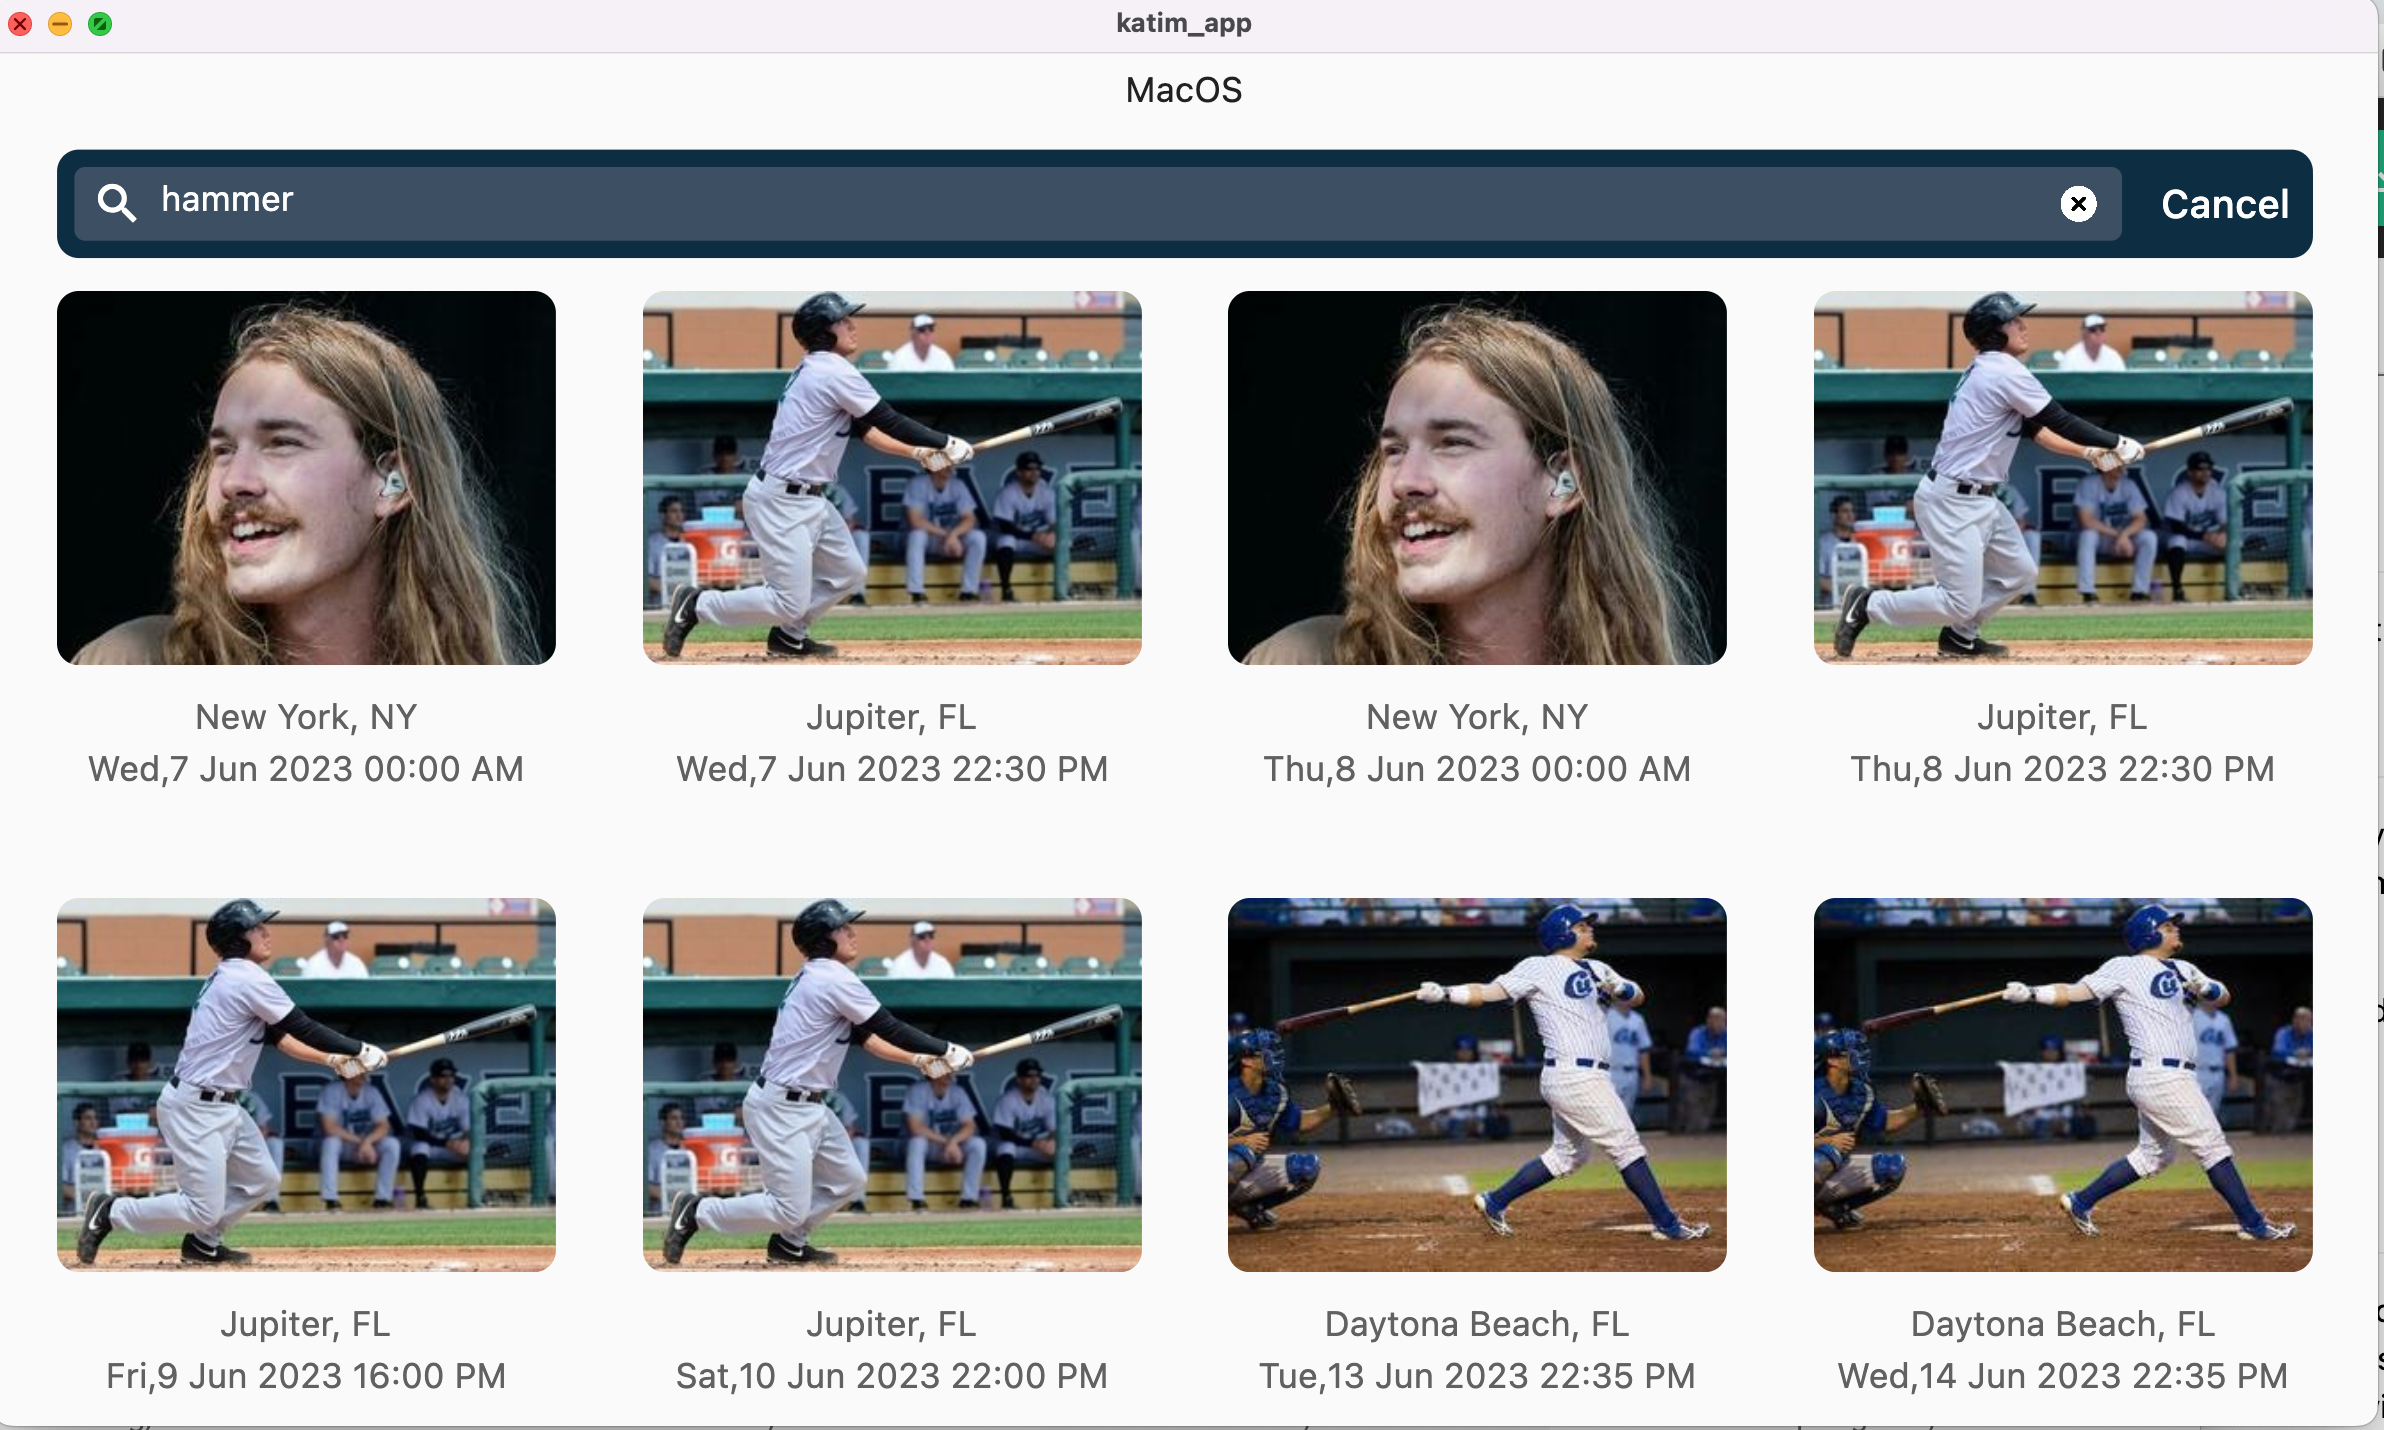 katim_app
MacOS
hammer
Cancel
New York, NY
Wed,7 Jun 2023 00:00 AM
Jupiter, FL
Wed,7 Jun 2023 22:30 PM
New York, NY
Thu,8 Jun 2023 00:00 AM
Jupiter, FL
Thu,8 Jun 2023 22:30 PM
Jupiter, FL
Fri,9 Jun 2023 16:00 PM
Jupiter, FL
Sat,10 Jun 2023 22:00 PM
Daytona Beach, FL
Tue,13 Jun 2023 22:35 PM
Daytona Beach, FL
Wed,14 Jun 2023 22:35 PM